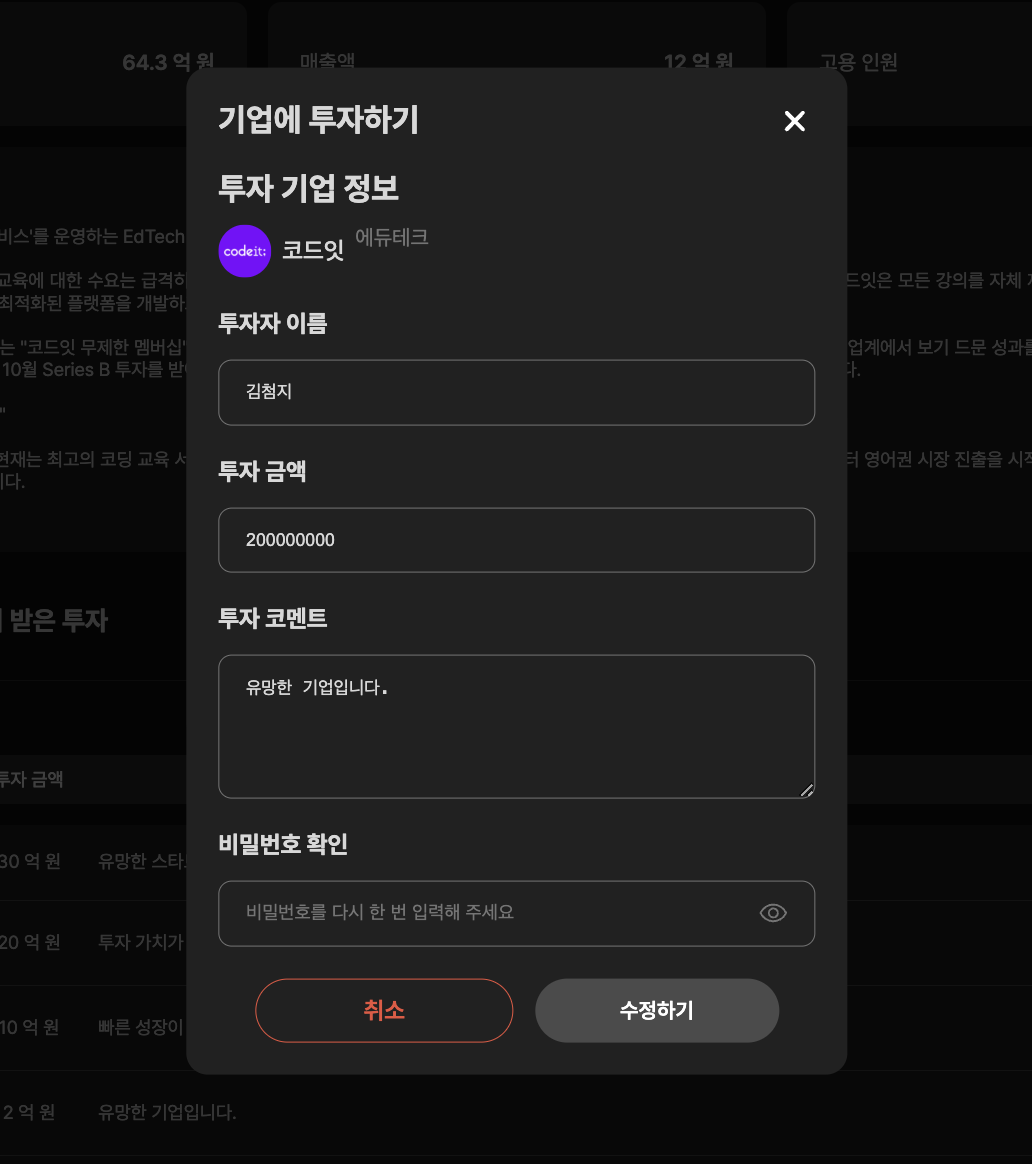 64.3 억 원 매출액 12 억 원 고용 인원
기업에 투자하기
투자 기업 정보
codeit: 코드잇 에듀테크
비스'를 운영하는 EdTech
교육에 대한 수요는 급격히
드잇은 모든 강의를 자체
최적화된 플랫폼을 개발하
투자자 이름
는 "코드잇 무제한 멤버십"
업계에서 보기 드문 성과를
10월 Series B 투자를 받
다.
김첨지
"
현재는 최고의 코딩 교육 서
터 영어권 시장 진출을 시작
니다.
투자 금액
200000000
받은 투자
투자 코멘트
유망한 기업입니다.
투자 금액
비밀번호 확인
30 억 원 유망한 스타
비밀번호를 다시 한 번 입력해 주세요
20 억 원 투자 가치가
취소 수정하기
10 억 원 빠른 성장이
2 억 원 유망한 기업입니다.